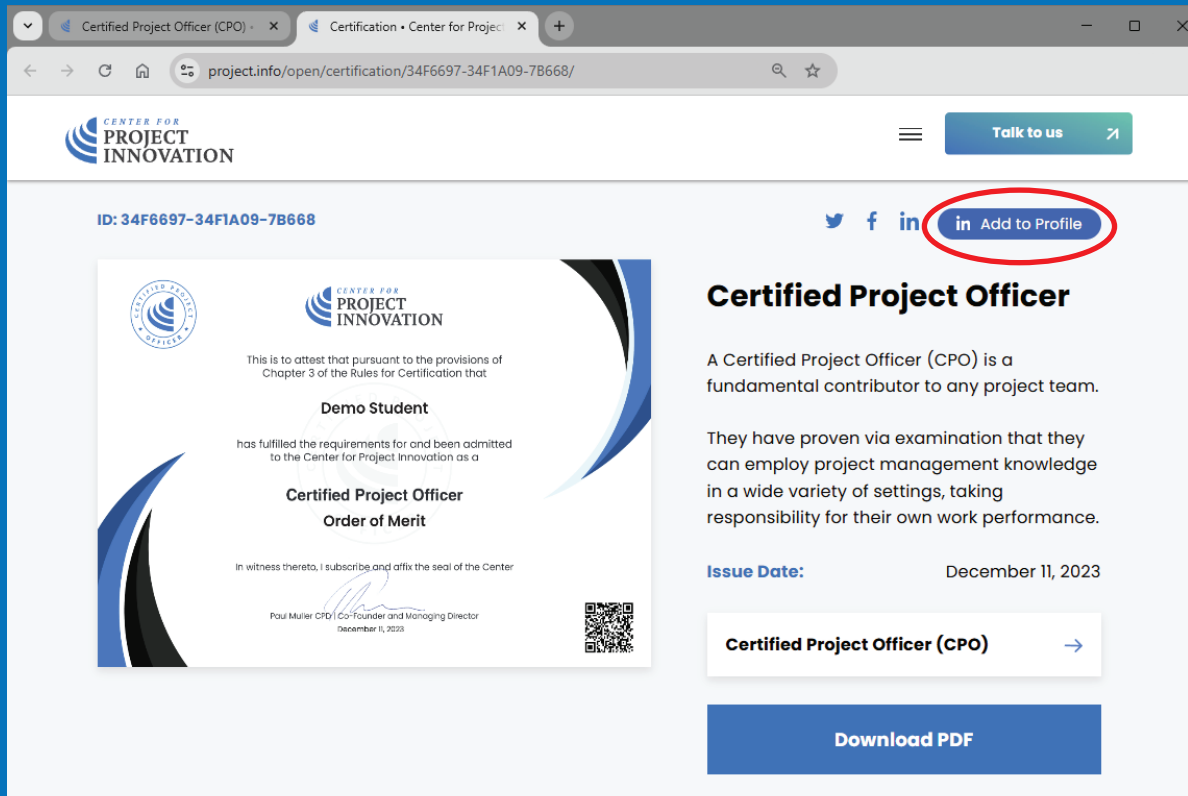 Certified Project Officer (CPO) -
Certification • Center for Projec
project.info/open/certification/34F6697-34F1A09-7B668/
CENTER FOR
PROJECT
INNOVATION
Talk to us
ID: 34F6697-34F1A09-7B668
in
in Add to Profile
CERTIFIED PROJECT
OFFICER
CENTER FOR
PROJECT
INNOVATION
This is to attest that pursuant to the provisions of
Chapter 3 of the Rules for Certification that
Demo Student
has fulfilled the requirements for and been admitted
to the Center for Project Innovation as a
Certified Project Officer
Order of Merit
In witness thereto, I subscribe and affix the seal of the Center
Paul Muller CPD | Co-Founder and Managing Director
December 11, 2023
Certified Project Officer
A Certified Project Officer (CPO) is a
fundamental contributor to any project team.
They have proven via examination that they
can employ project management knowledge
in a wide variety of settings, taking
responsibility for their own work performance.
Issue Date:
December 11, 2023
Certified Project Officer (CPO)
Download PDF